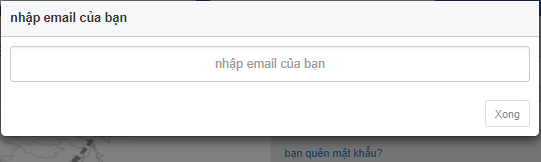 nhập email của bạn
nhập email của bạn
Xong
bạn quên mật khẩu?